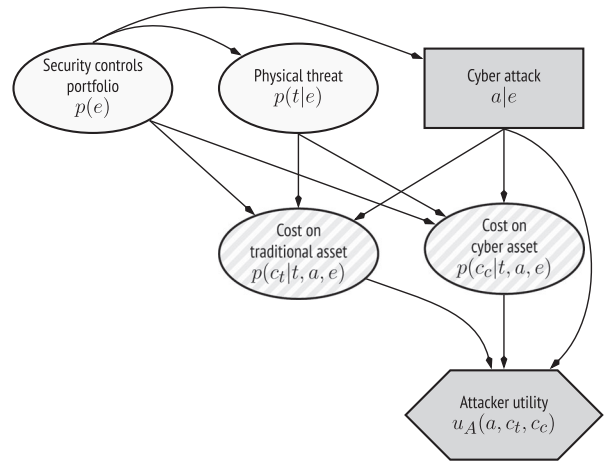 Security controls
portfolio
p(e)
Physical threat
p(t|e)
Cyber attack
a|e
Cost on
traditional asset
p(c_t|t, a, e)
Cost on
cyber asset
p(c_c|t, a, e)
Attacker utility
u_A(a, c_t, c_c)